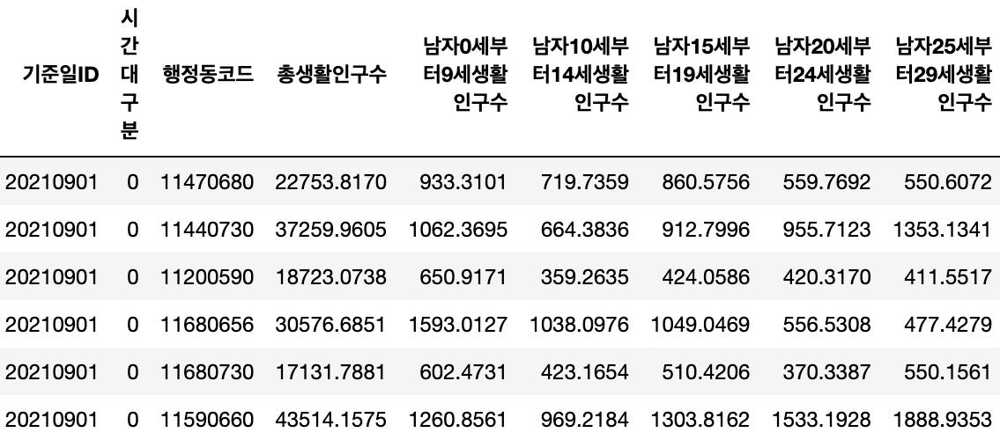 기준일ID 시간대구분 행정동코드 총생활인구수 남자0세부터9세생활인구수 남자10세부터14세생활인구수 남자15세부터19세생활인구수 남자20세부터24세생활인구수 남자25세부터29세생활인구수
20210901 0 11470680 22753.8170 933.3101 719.7359 860.5756 559.7692 550.6072
20210901 0 11440730 37259.9605 1062.3695 664.3836 912.7996 955.7123 1353.1341
20210901 0 11200590 18723.0738 650.9171 359.2635 424.0586 420.3170 411.5517
20210901 0 11680656 30576.6851 1593.0127 1038.0976 1049.0469 556.5308 477.4279
20210901 0 11680730 17131.7881 602.4731 423.1654 510.4206 370.3387 550.1561
20210901 0 11590660 43514.1575 1260.8561 969.2184 1303.8162 1533.1928 1888.9353